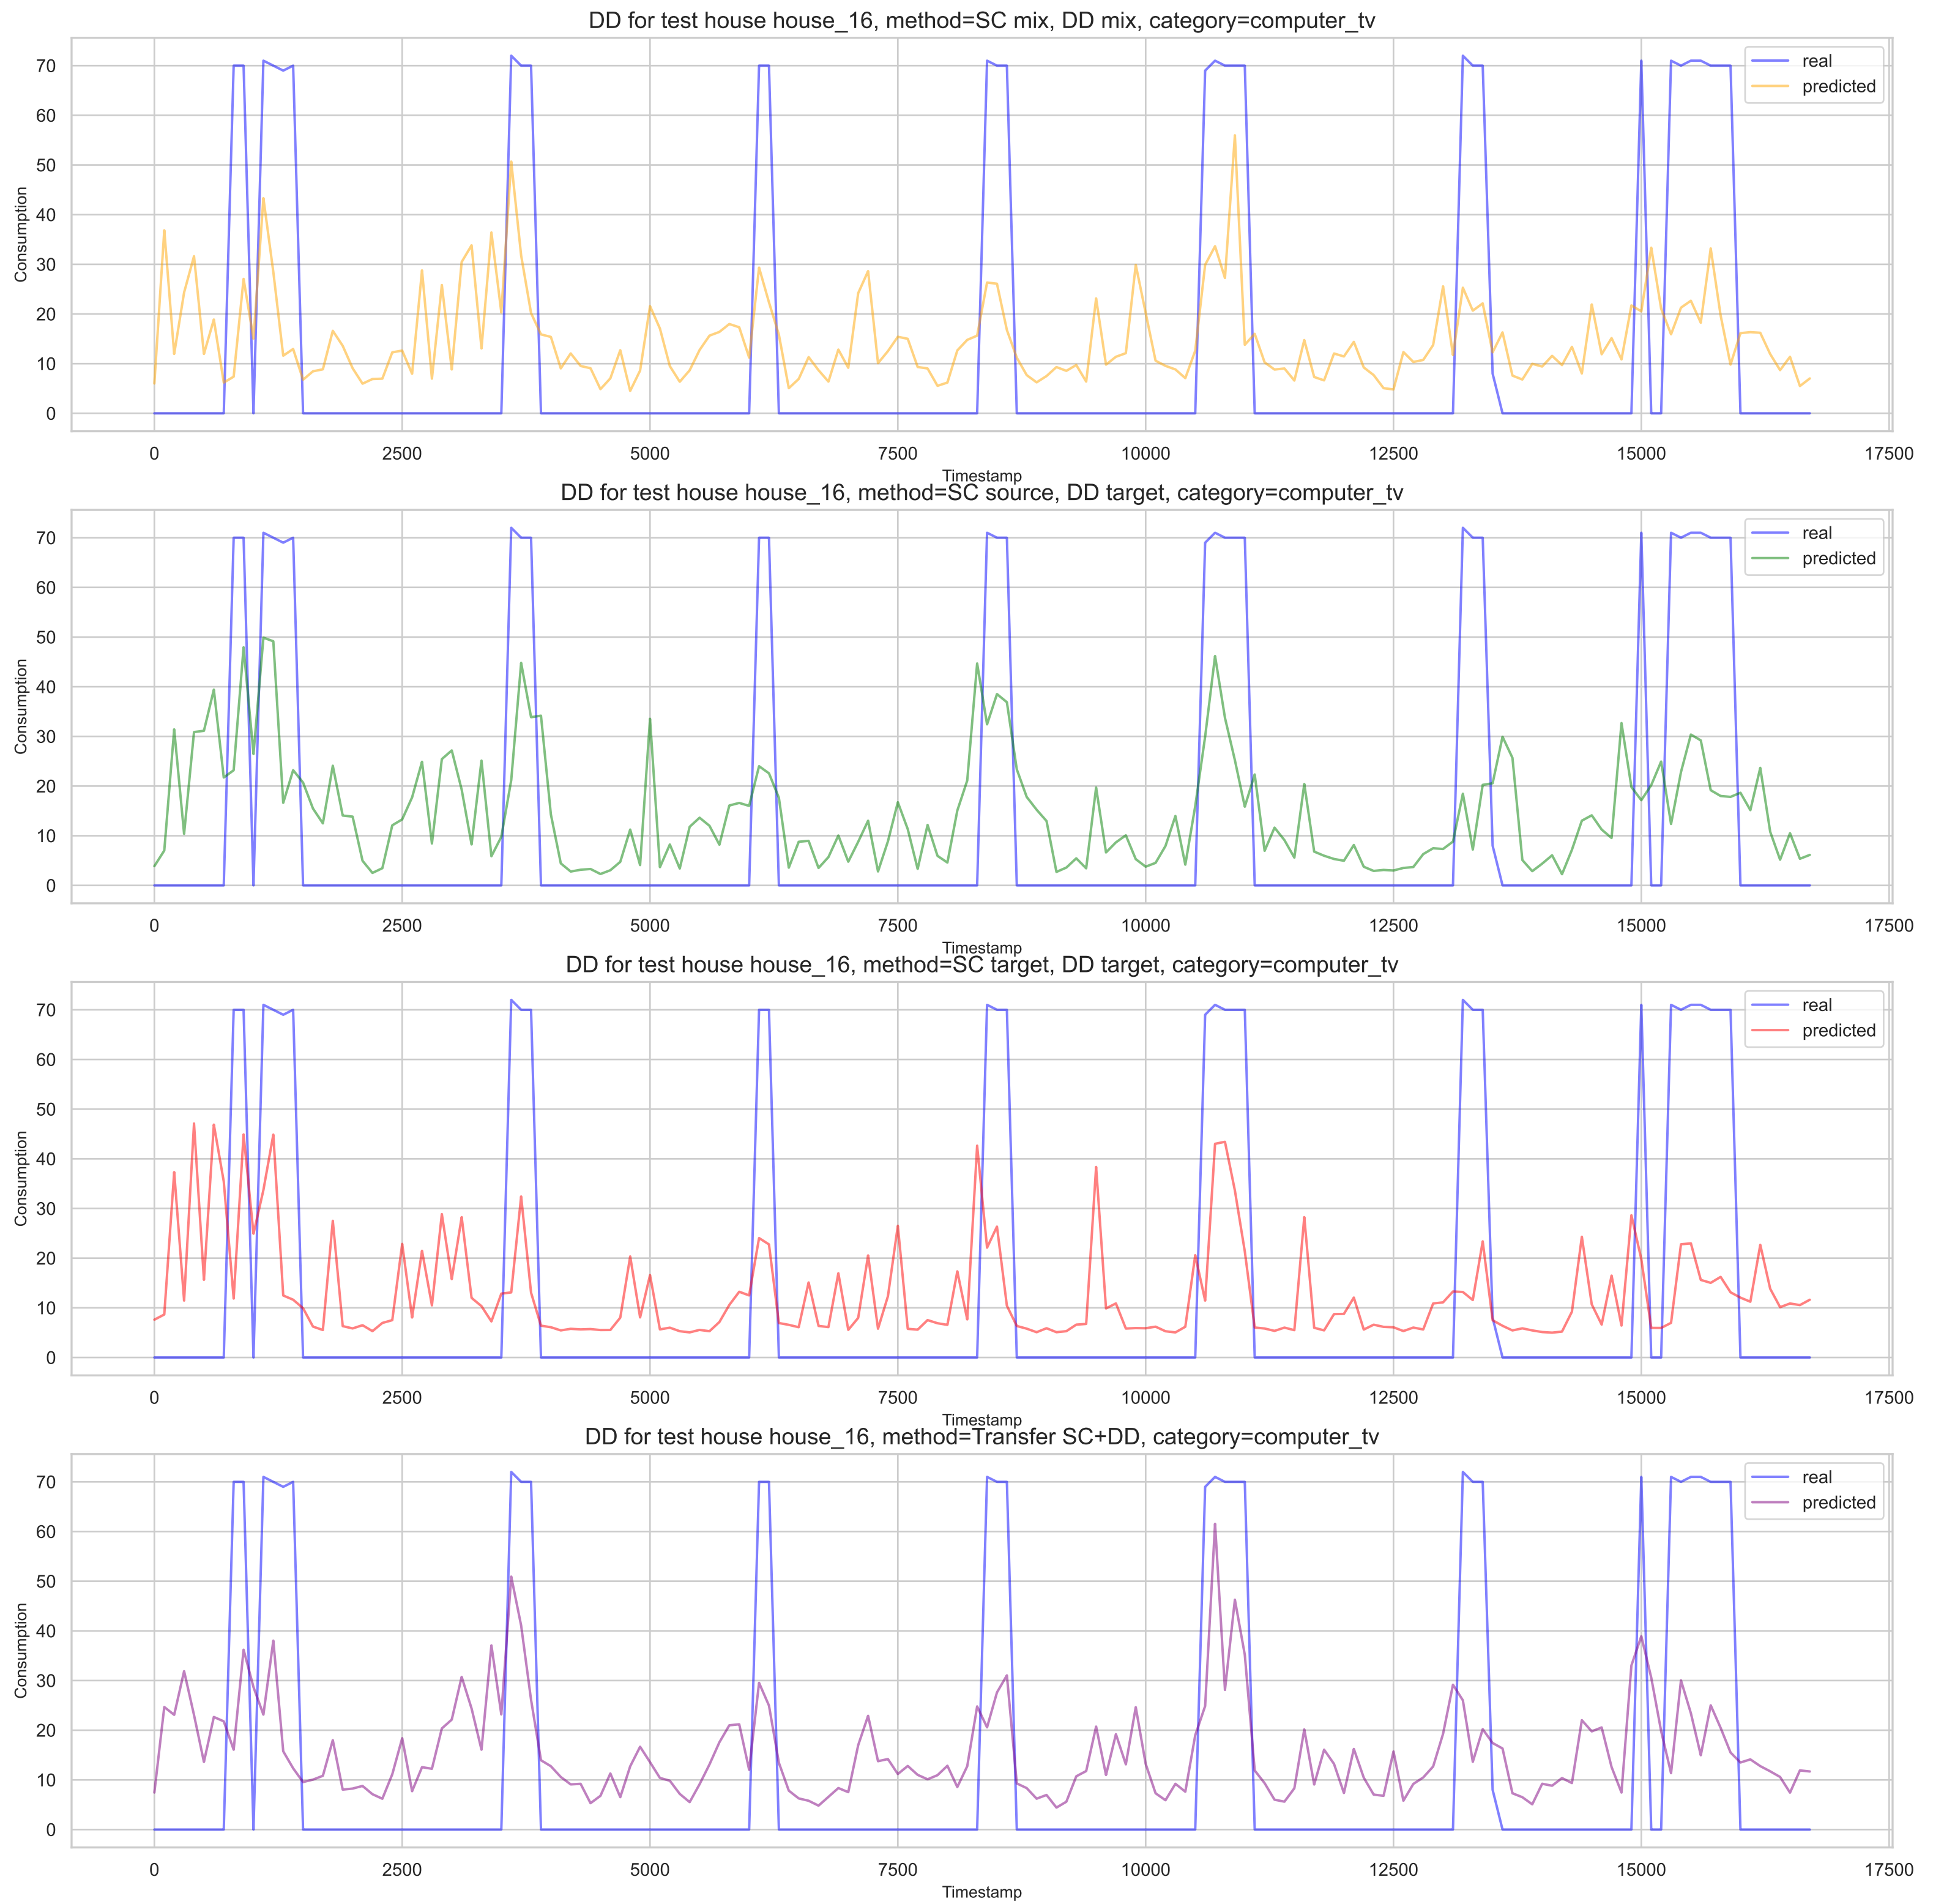 DD for test house house_16, method=SC mix, DD mix, category=computer_tv
70
60
50
40
30
20
10
0
Consumption
real
predicted
0 2500 5000 7500 10000 12500 15000 17500
Timestamp
DD for test house house_16, method=SC source, DD target, category=computer_tv
70
60
50
40
30
20
10
0
Consumption
real
predicted
0 2500 5000 7500 10000 12500 15000 17500
Timestamp
DD for test house house_16, method=SC target, DD target, category=computer_tv
70
60
50
40
30
20
10
0
Consumption
real
predicted
0 2500 5000 7500 10000 12500 15000 17500
Timestamp
DD for test house house_16, method=Transfer SC+DD, category=computer_tv
70
60
50
40
30
20
10
0
Consumption
real
predicted
0 2500 5000 7500 10000 12500 15000 17500
Timestamp